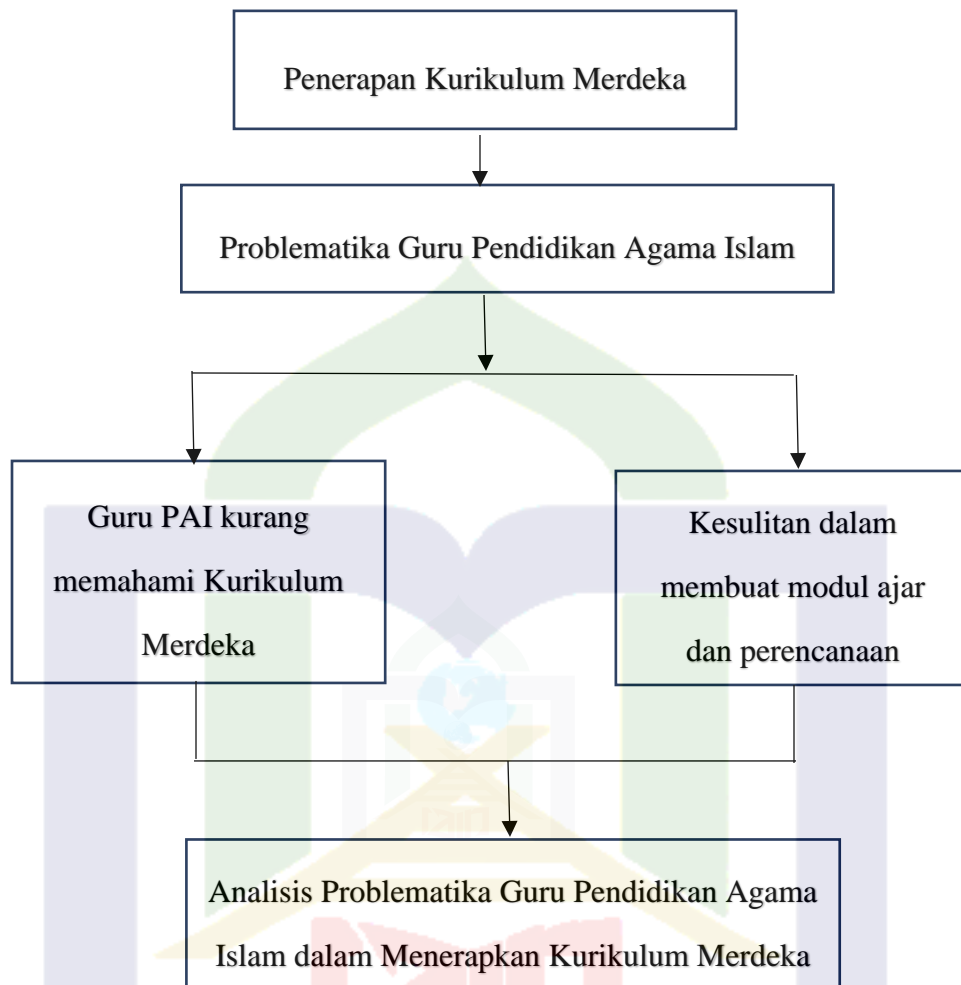 Penerapan Kurikulum Merdeka
Problematika Guru Pendidikan Agama Islam
Guru PAI kurang
memahami Kurikulum
Merdeka
Kesulitan dalam
membuat modul ajar
dan perencanaan
Analisis Problematika Guru Pendidikan Agama
Islam dalam Menerapkan Kurikulum Merdeka